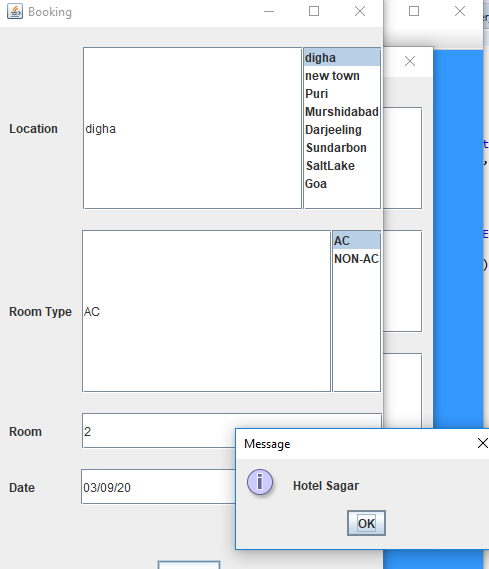 Booking
Location
digha
digha
new town
Puri
Murshidabad
Darjeeling
Sundarbon
SaltLake
Goa
Room Type
AC
AC
NON-AC
Room
2
Date
03/09/20
Message
Hotel Sagar
OK